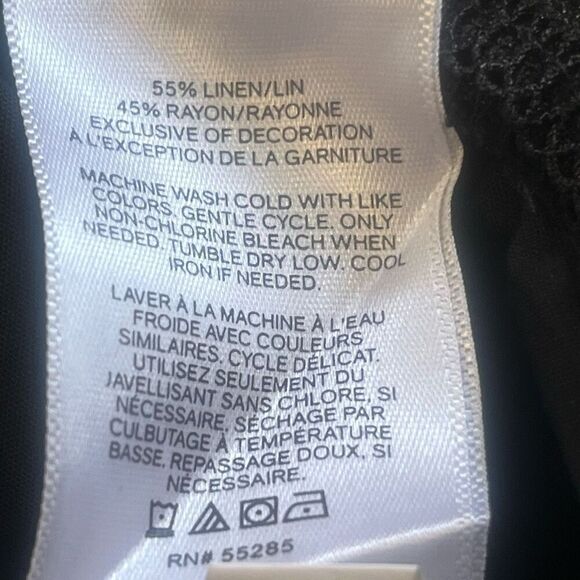 55% LINEN/LIN
45% RAYON/RAYONNE
EXCLUSIVE OF DECORATION
A L'EXCEPTION DE LA GARNITURE
MACHINE WASH COLD WITH LIKE
COLORS. GENTLE CYCLE. ONLY
NON-CHLORINE BLEACH WHEN
NEEDED. TUMBLE DRY LOW. COOL
IRON IF NEEDED.
LAVER À LA MACHINE À L'EAU
FROIDE AVEC COULEURS
SIMILAIRES. CYCLE DÉLICAT.
UTILISEZ SEULEMENT DU
JAVELLISANT SANS CHLORE, SI
NÉCESSAIRE. SÉCHAGE PAR
CULBUTAGE À TEMPÉRATURE
BASSE. REPASSAGE DOUX, SI
NÉCESSAIRE.
RN# 55285